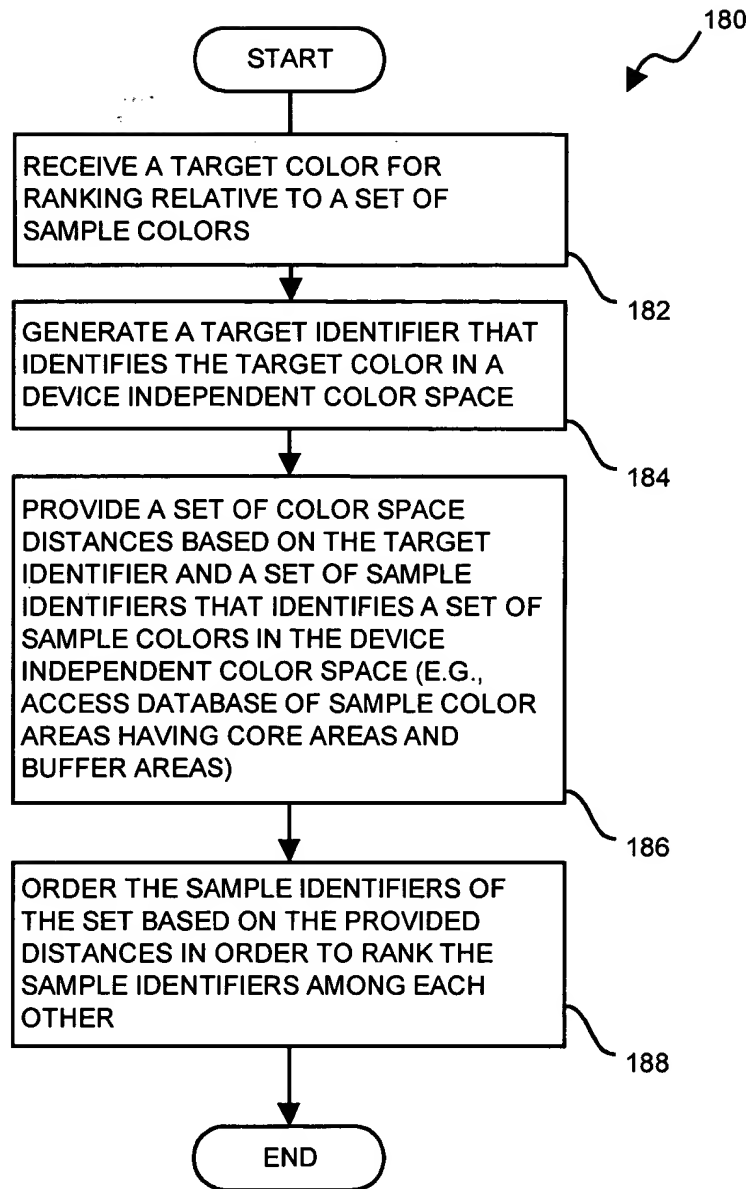 180
START
RECEIVE A TARGET COLOR FOR
RANKING RELATIVE TO A SET OF
SAMPLE COLORS
182
GENERATE A TARGET IDENTIFIER THAT
IDENTIFIES THE TARGET COLOR IN A
DEVICE INDEPENDENT COLOR SPACE
184
PROVIDE A SET OF COLOR SPACE
DISTANCES BASED ON THE TARGET
IDENTIFIER AND A SET OF SAMPLE
IDENTIFIERS THAT IDENTIFIES A SET OF
SAMPLE COLORS IN THE DEVICE
INDEPENDENT COLOR SPACE (E.G.,
ACCESS DATABASE OF SAMPLE COLOR
AREAS HAVING CORE AREAS AND
BUFFER AREAS)
186
ORDER THE SAMPLE IDENTIFIERS OF
THE SET BASED ON THE PROVIDED
DISTANCES IN ORDER TO RANK THE
SAMPLE IDENTIFIERS AMONG EACH
OTHER
188
END